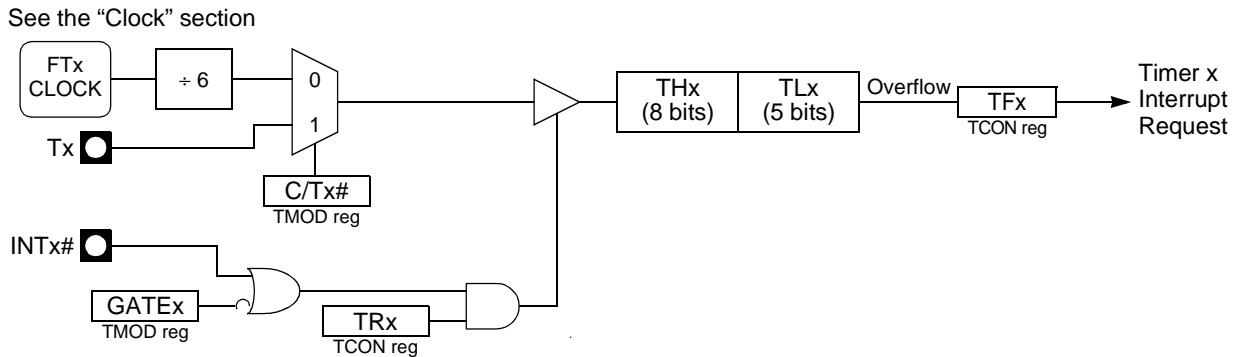 See the “Clock” section
FTx
CLOCK
÷ 6
0
1
Tx
C/Tx#
TMOD reg
THx
(8 bits)
TLx
(5 bits)
Overflow
TFx
TCON reg
Timer x
Interrupt
Request
INTx#
GATEx
TMOD reg
TRx
TCON reg